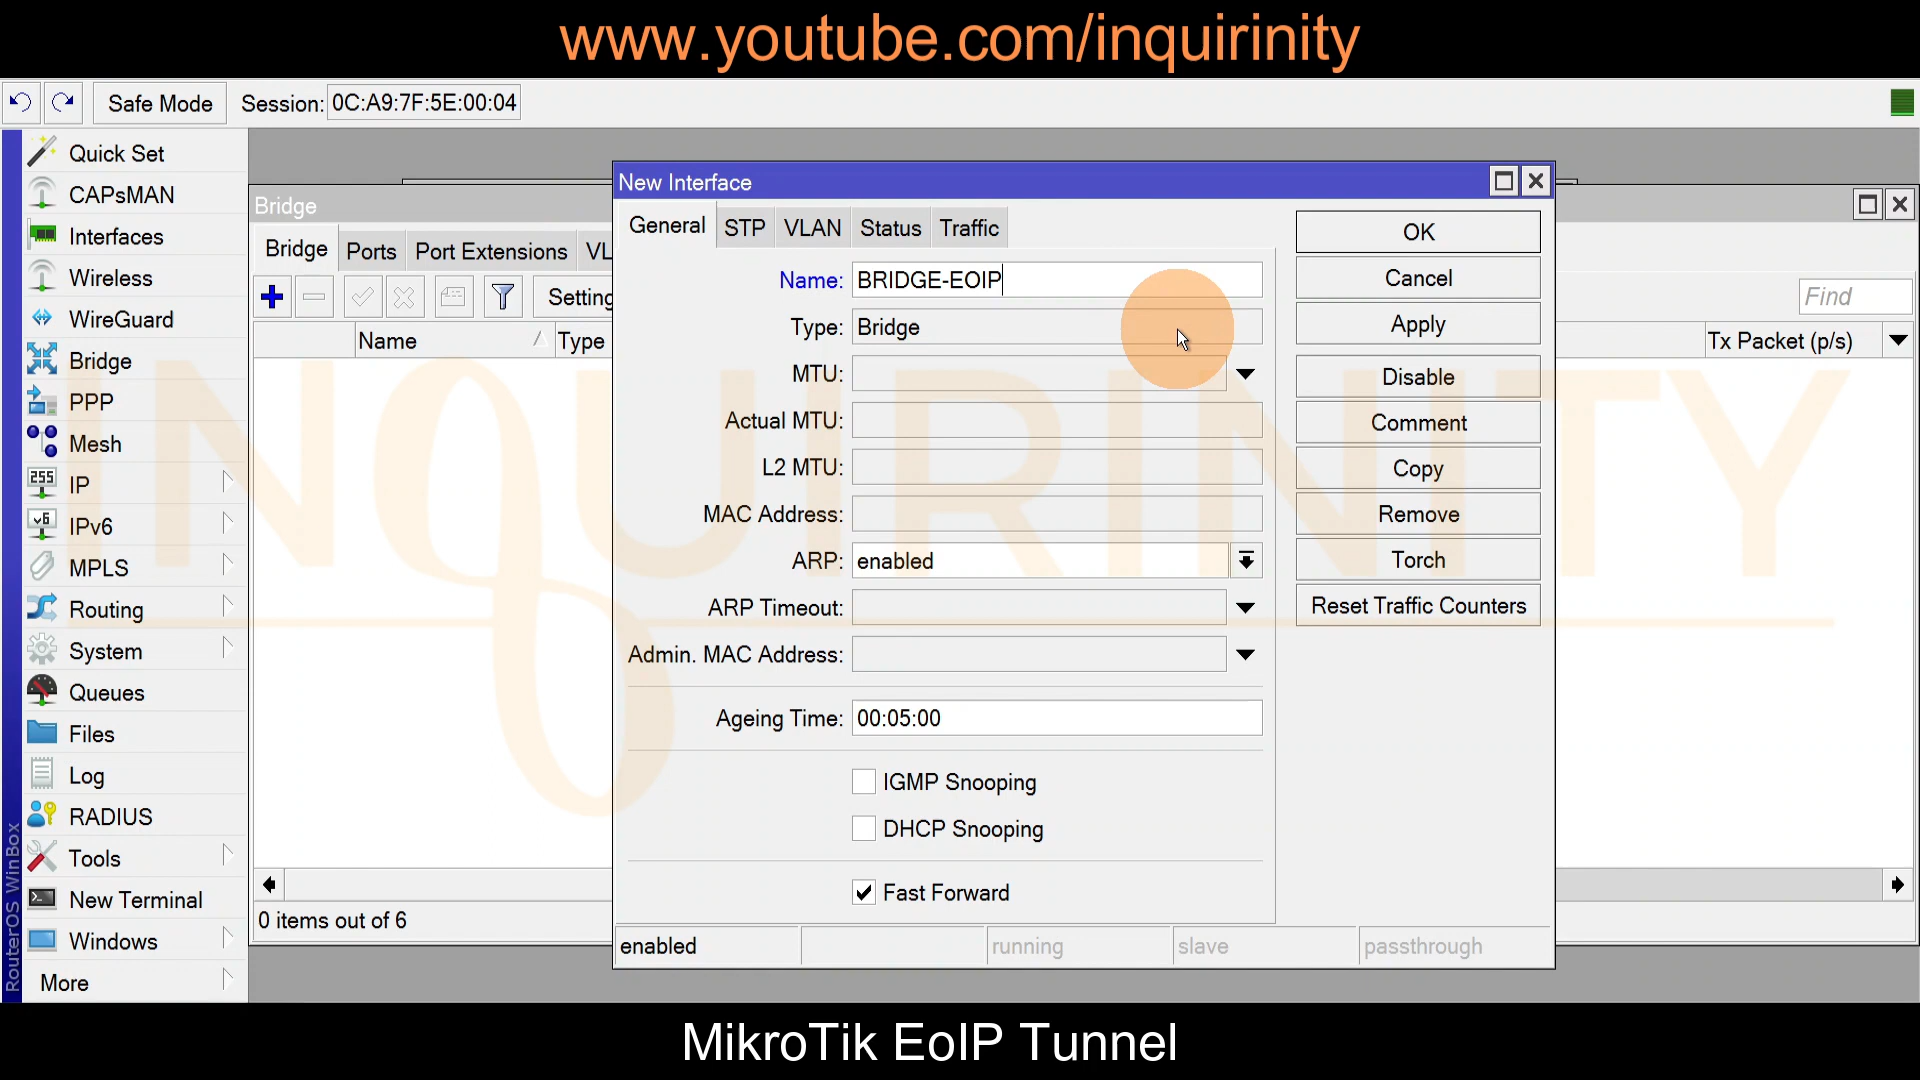 www.youtube.com/inquirinity
Safe Mode
Session: 0C:A9:7F:5E:00:04
Quick Set
CAPsMAN
Interfaces
Wireless
WireGuard
Bridge
PPP
Mesh
255 IP
v6 IPv6
MPLS
Routing
System
Queues
Files
Log
RADIUS
Tools
New Terminal
Windows
More
RouterOS WinBox
Bridge
Bridge Ports Port Extensions VL
Setting
Name Type
0 items out of 6
New Interface
General STP VLAN Status Traffic
Name: BRIDGE-EOIP
Type: Bridge
MTU:
Actual MTU:
L2 MTU:
MAC Address:
ARP: enabled
ARP Timeout:
Admin. MAC Address:
Ageing Time: 00:05:00
IGMP Snooping
DHCP Snooping
Fast Forward
enabled running slave passthrough
OK
Cancel
Apply
Disable
Comment
Copy
Remove
Torch
Reset Traffic Counters
Find
Tx Packet (p/s)
INQUIRINITY
MikroTik EoIP Tunnel